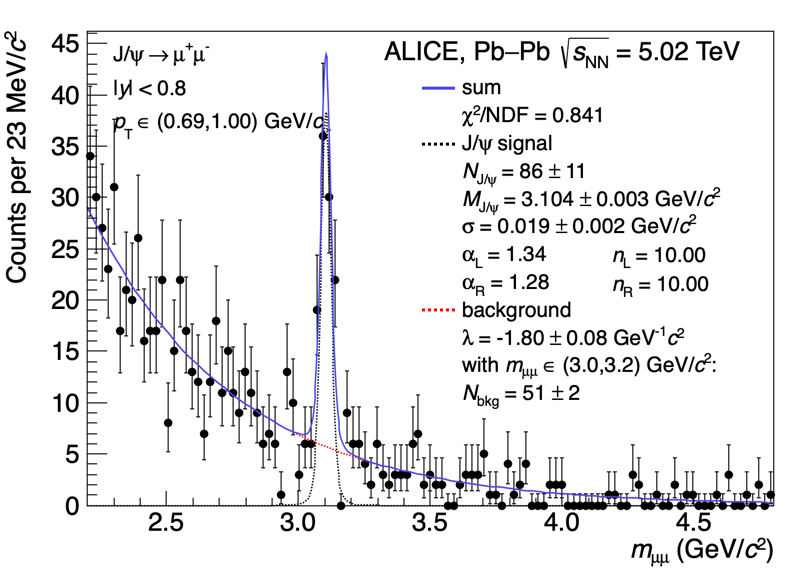 Counts per 23 MeV/c²
45
40
35
30
25
20
15
10
5
0
J/ψ → μ⁺μ⁻
|y| < 0.8
p_T ∈ (0.69,1.00) GeV/c
ALICE, Pb–Pb √s_NN = 5.02 TeV
sum
χ²/NDF = 0.841
J/ψ signal
N_J/ψ = 86 ± 11
M_J/ψ = 3.104 ± 0.003 GeV/c²
σ = 0.019 ± 0.002 GeV/c²
α_L = 1.34 n_L = 10.00
α_R = 1.28 n_R = 10.00
background
λ = -1.80 ± 0.08 GeV⁻¹c²
with m_μμ ∈ (3.0,3.2) GeV/c²:
N_bkg = 51 ± 2
2.5 3.0 3.5 4.0 4.5
m_μμ (GeV/c²)